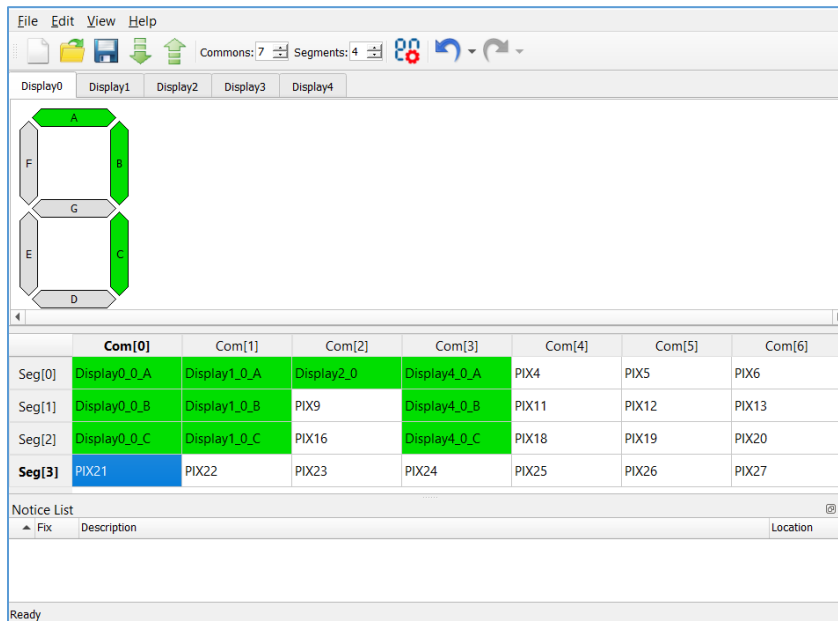 File Edit View Help
Commons: 7 Segments: 4
Display0 Display1 Display2 Display3 Display4
A
F B
G
E C
D
Com[0] Com[1] Com[2] Com[3] Com[4] Com[5] Com[6]
Seg[0] Display0_0_A Display1_0_A Display2_0 Display4_0_A PIX4 PIX5 PIX6
Seg[1] Display0_0_B Display1_0_B PIX9 Display4_0_B PIX11 PIX12 PIX13
Seg[2] Display0_0_C Display1_0_C PIX16 Display4_0_C PIX18 PIX19 PIX20
Seg[3] PIX21 PIX22 PIX23 PIX24 PIX25 PIX26 PIX27
Notice List
Fix Description Location
Ready